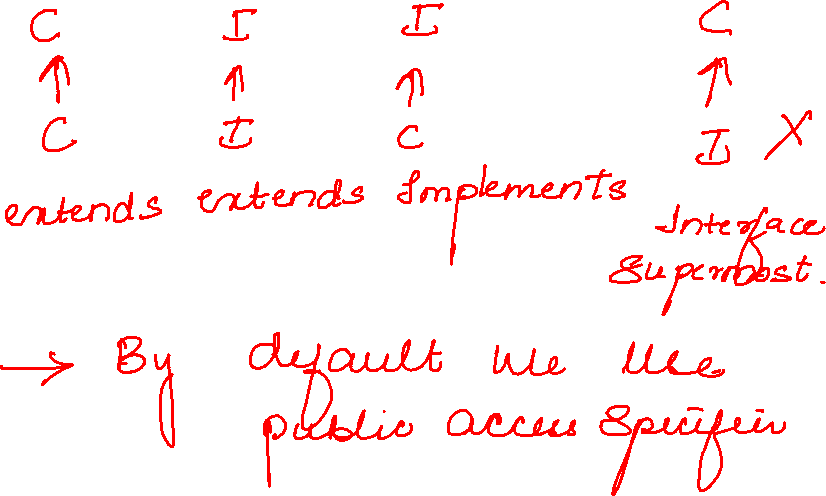 C I I C
↑ ↑ ↑ ↑
C I C I X
extends extends Implements
Interface
Supermost.
→ By default we use
public access specifier